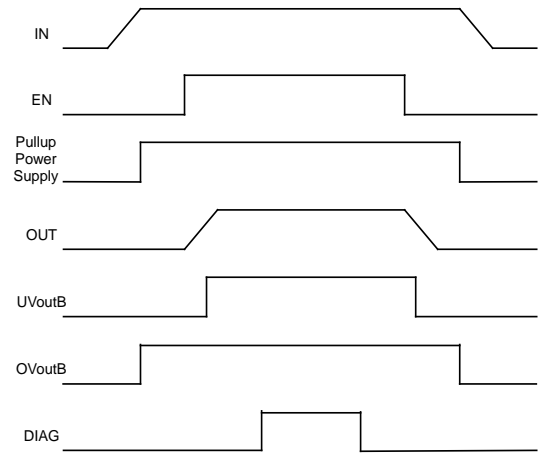 IN
EN
Pullup
Power
Supply
OUT
UVoutB
OVoutB
DIAG